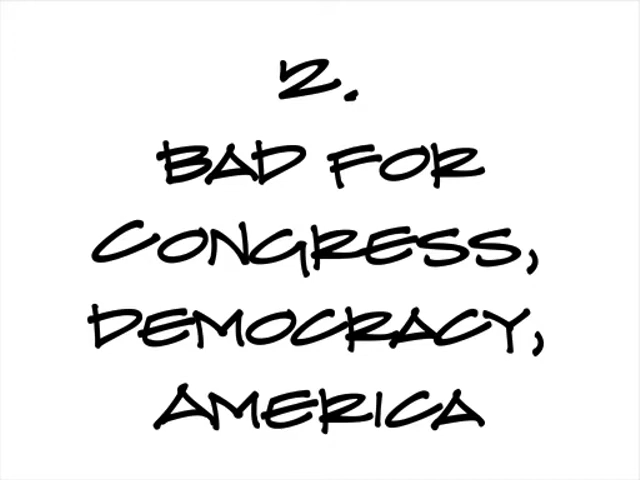 2.
BAD FOR
CONGRESS,
DEMOCRACY,
AMERICA